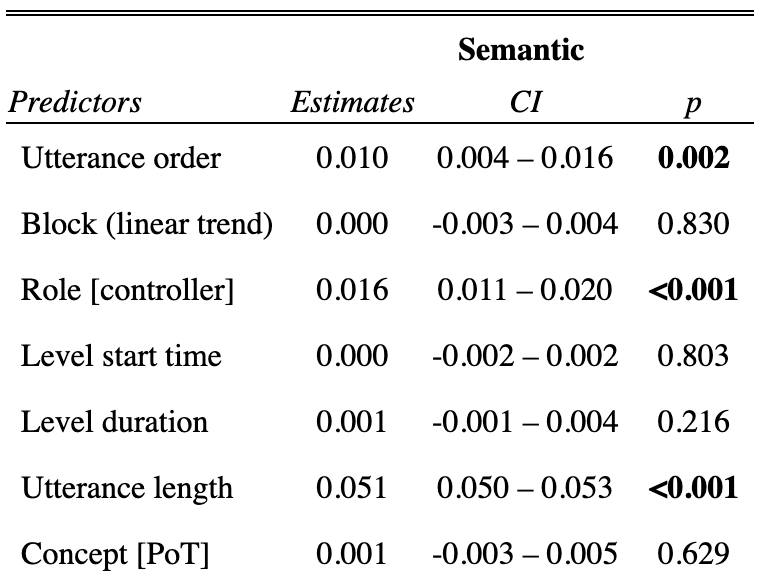 Semantic
Predictors Estimates CI p
Utterance order 0.010 0.004 – 0.016 0.002
Block (linear trend) 0.000 -0.003 – 0.004 0.830
Role [controller] 0.016 0.011 – 0.020 <0.001
Level start time 0.000 -0.002 – 0.002 0.803
Level duration 0.001 -0.001 – 0.004 0.216
Utterance length 0.051 0.050 – 0.053 <0.001
Concept [PoT] 0.001 -0.003 – 0.005 0.629